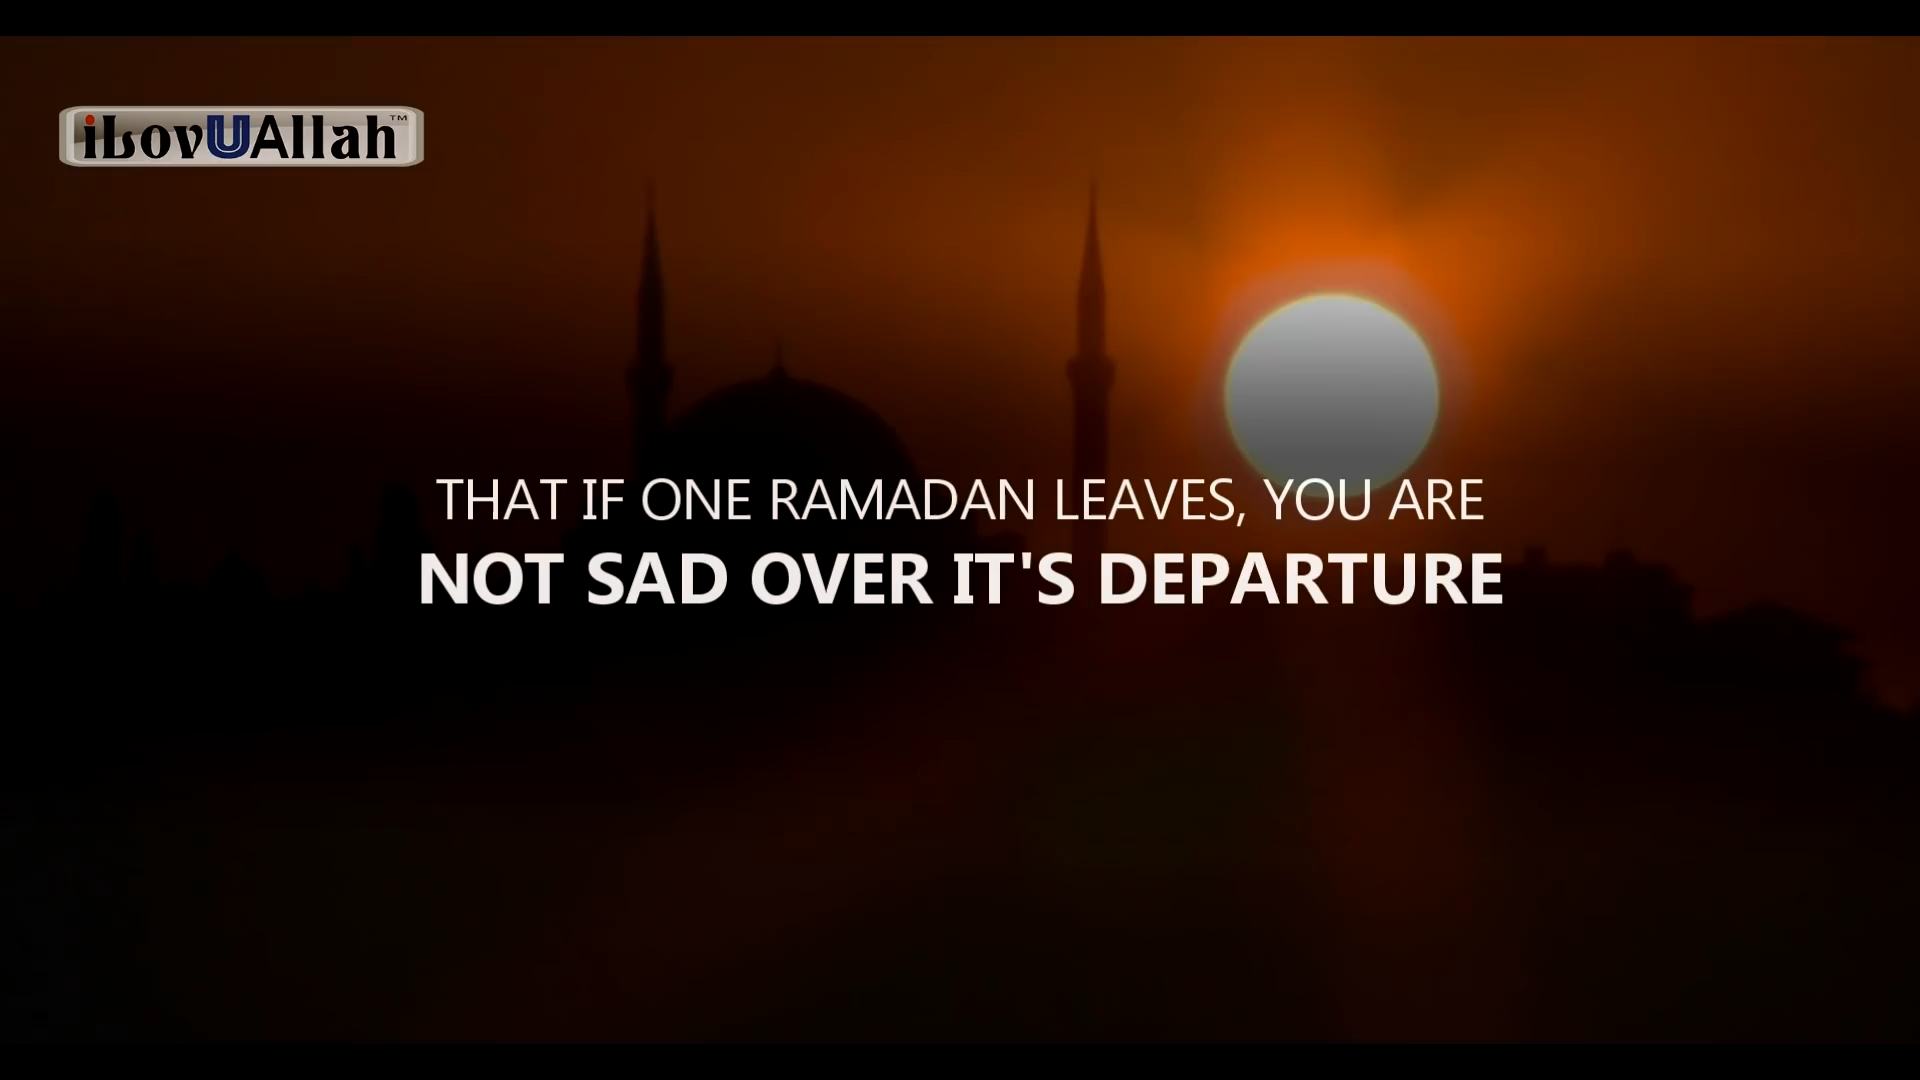 iLovUAllah™
THAT IF ONE RAMADAN LEAVES, YOU ARE
NOT SAD OVER IT'S DEPARTURE